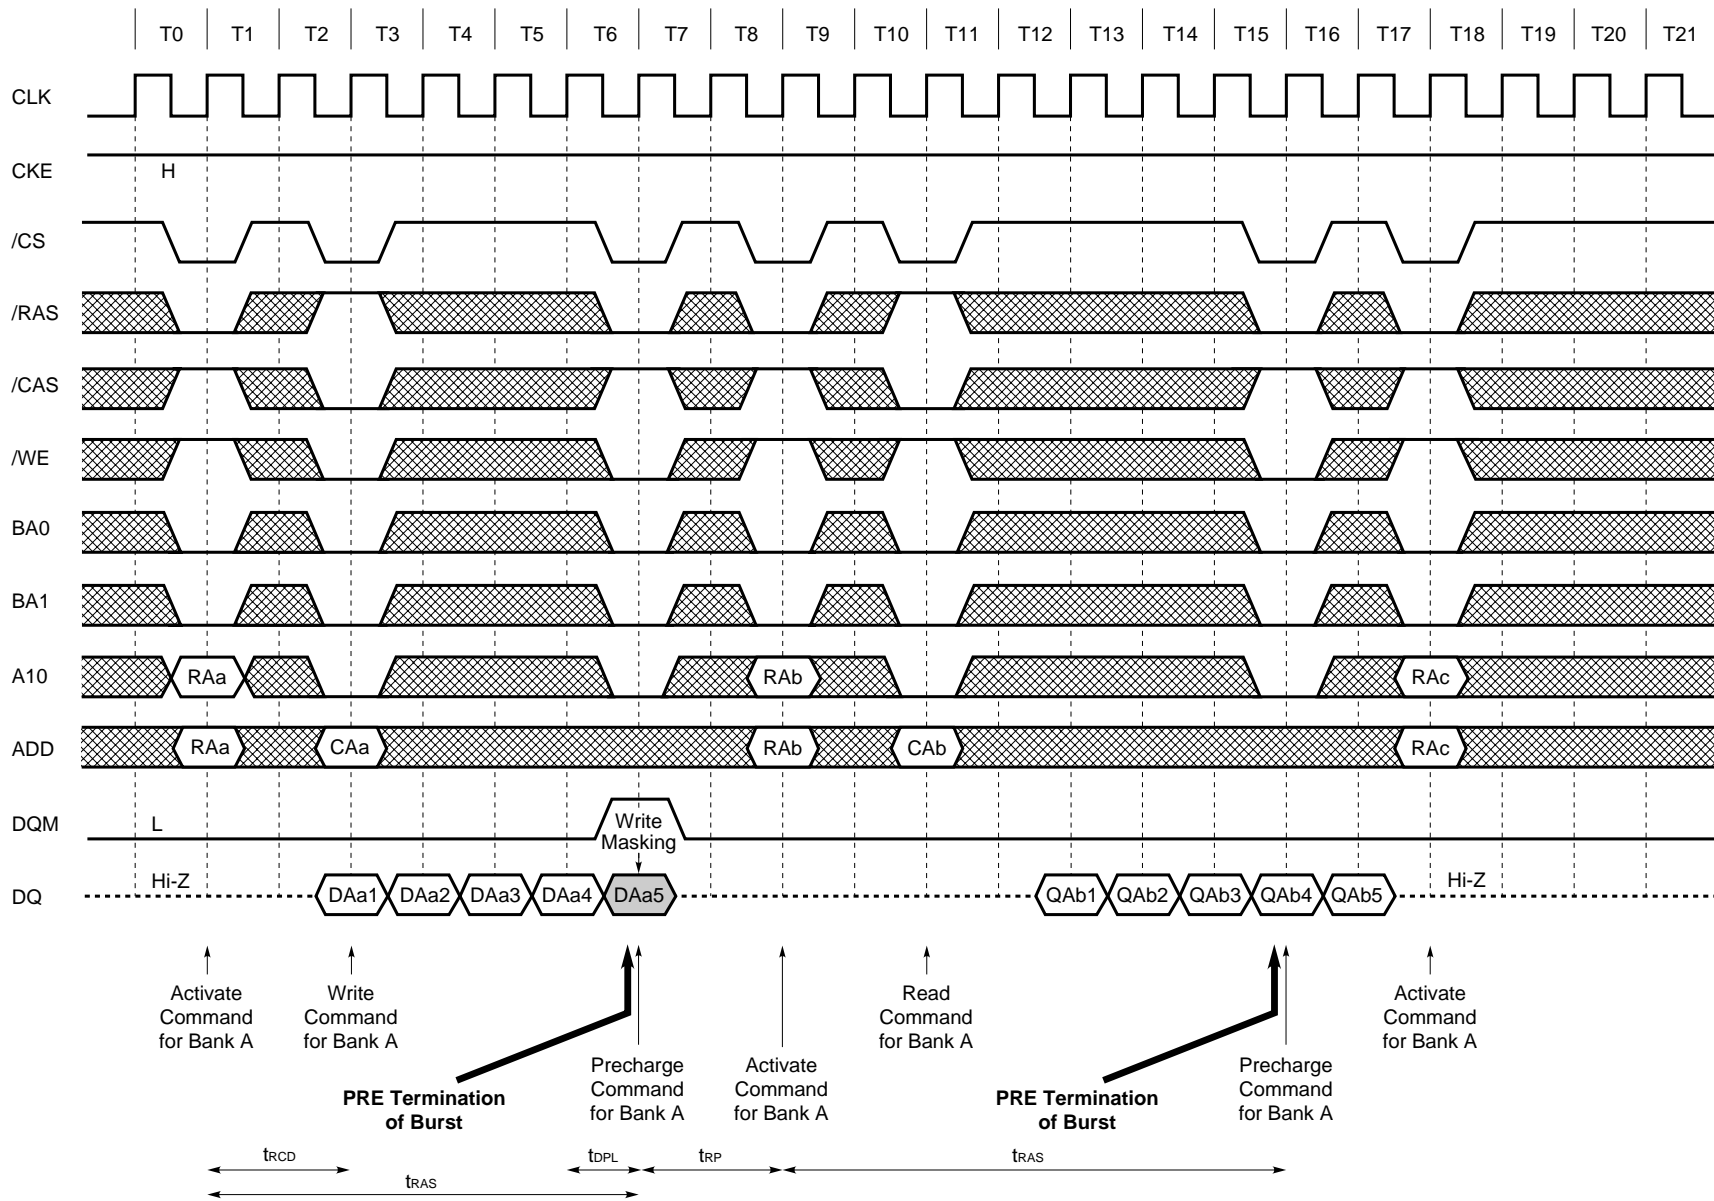 T0 T1 T2 T3 T4 T5 T6 T7 T8 T9 T10 T11 T12 T13 T14 T15 T16 T17 T18 T19 T20 T21
CLK
CKE H
/CS
/RAS
/CAS
/WE
BA0
BA1
A10 RAa RAb RAc
ADD RAa CAa RAb CAb RAc
DQM L Write
Masking
DQ Hi-Z DAa1 DAa2 DAa3 DAa4 DAa5 QAb1 QAb2 QAb3 QAb4 QAb5 Hi-Z
Activate
Command
for Bank A
Write
Command
for Bank A
PRE Termination
of Burst
Precharge
Command
for Bank A
Activate
Command
for Bank A
Read
Command
for Bank A
PRE Termination
of Burst
Precharge
Command
for Bank A
Activate
Command
for Bank A
tRCD tDPL tRP tRAS
tRAS